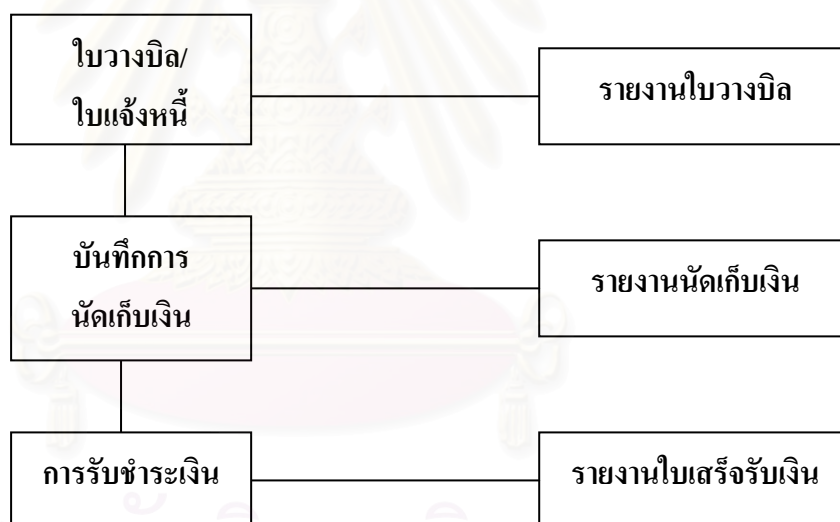 ใบวางบิล/
ใบแจ้งหนี้
รายงานใบวางบิล
บันทึกการ
นัดเก็บเงิน
รายงานนัดเก็บเงิน
การรับชำระเงิน
รายงานใบเสร็จรับเงิน